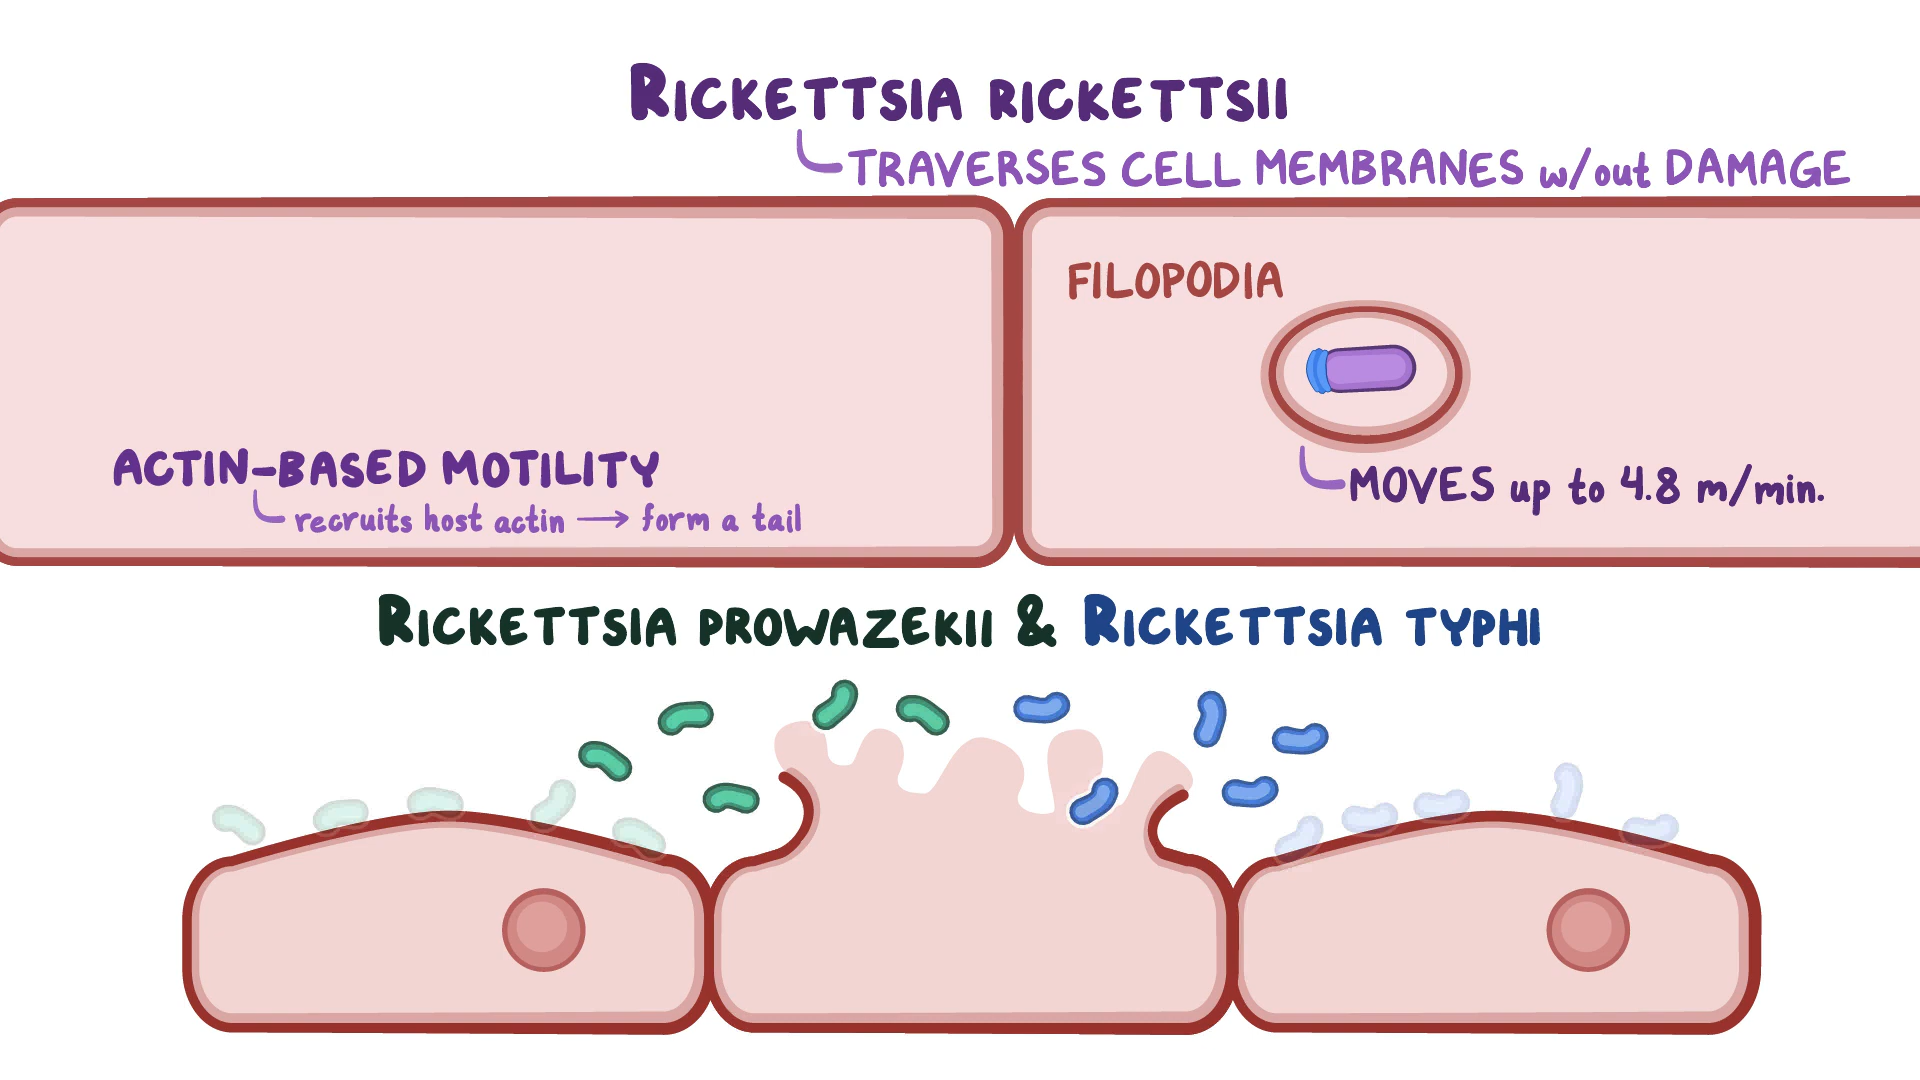 RICKETTSIA RICKETTSII
TRAVERSES CELL MEMBRANES w/out DAMAGE
FILOPODIA
ACTIN-BASED MOTILITY
recruits host actin → form a tail
MOVES up to 4.8 m/min.
RICKETTSIA PROWAZEKII & RICKETTSIA TYPHI